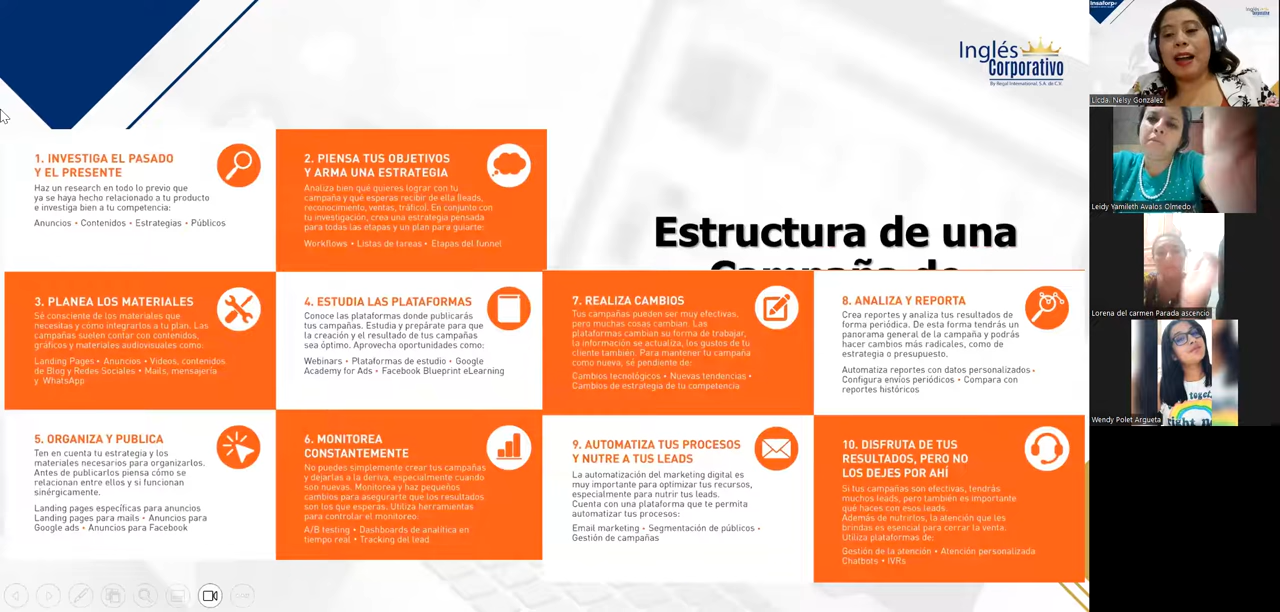 Inglés
Corporativo
By Regal International, S.A. de C.V.
Estructura de una
Campaña de
1. INVESTIGA EL PASADO
Y EL PRESENTE
Haz un research en todo lo previo que
ya se haya hecho relacionado a tu producto
e investiga bien a tu competencia:
Anuncios • Contenidos • Estrategias • Públicos
2. PIENSA TUS OBJETIVOS
Y ARMA UNA ESTRATEGIA
Analiza bien qué quieres lograr con tu
campaña y qué esperas recibir de ella (leads,
reconocimiento, ventas, tráfico). En conjunto con
tu investigación, crea una estrategia pensada
para todas las etapas y un plan para guiarte:
Workflows • Listas de tareas • Etapas del funnel
3. PLANEA LOS MATERIALES
Sé consciente de los materiales que
necesitas y cómo integrarlos a tu plan. Las
campañas suelen contar con contenidos,
gráficos y materiales audiovisuales como:
Landing Pages • Anuncios • Videos, contenidos
de Blog y Redes Sociales • Mails, mensajería
y WhatsApp
4. ESTUDIA LAS PLATAFORMAS
Conoce las plataformas donde publicarás
tus campañas. Estudia y prepárate para que
la creación y el resultado de tus campañas
sea óptimo. Aprovecha oportunidades como:
Webinars • Plataformas de estudio • Google
Academy for Ads • Facebook Blueprint eLearning
5. ORGANIZA Y PUBLICA
Ten en cuenta tu estrategia y los
materiales necesarios para organizarlos.
Antes de publicarlos piensa cómo se
relacionan entre ellos y si funcionan
sinérgicamente.
Landing pages específicas para anuncios
Landing pages para mails • Anuncios para
Google ads • Anuncios para Facebook
6. MONITOREA
CONSTANTEMENTE
No puedes simplemente crear tus campañas
y dejarlas a la deriva, especialmente cuando
son nuevas. Monitorea y haz pequeños
cambios para asegurarte que los resultados
son los que esperas. Utiliza herramientas
para controlar el monitoreo:
A/B testing • Dashboards de analítica en
tiempo real • Tracking del lead
7. REALIZA CAMBIOS
Tus campañas pueden ser muy efectivas,
pero muchas cosas cambian. Las
plataformas cambian su forma de trabajar,
la información se actualiza, los gustos de tu
cliente también. Para mantener tu campaña
como nueva, sé pendiente de:
Cambios tecnológicos • Nuevas tendencias •
Cambios de estrategia de tu competencia
8. ANALIZA Y REPORTA
Crea reportes y analiza tus resultados de
forma periódica. De esta forma tendrás un
panorama general de la campaña y podrás
hacer cambios más radicales, como de
estrategia o presupuesto.
Automatiza reportes con datos personalizados •
Configura envíos periódicos • Compara con
reportes históricos
9. AUTOMATIZA TUS PROCESOS
Y NUTRE A TUS LEADS
La automatización del marketing digital es
muy importante para optimizar tus recursos,
especialmente para nutrir tus leads.
Cuenta con una plataforma que te permita
automatizar tus procesos:
Email marketing • Segmentación de públicos •
Gestión de campañas
10. DISFRUTA DE TUS
RESULTADOS, PERO NO
LOS DEJES POR AHÍ
Si tus campañas son efectivas, tendrás
muchos leads, pero también es importante
qué haces con esos leads.
Además de nutrirlos, la atención que les
brindas es esencial para cerrar la venta.
Utiliza plataformas de:
Gestión de la atención • Atención personalizada
Chatbots • IVRs
Insaforp
Licda. Neisy González
Leidy Yamileth Avalos Olmedo
Lorena del carmen Parada ascencio
Wendy Polet Argueta